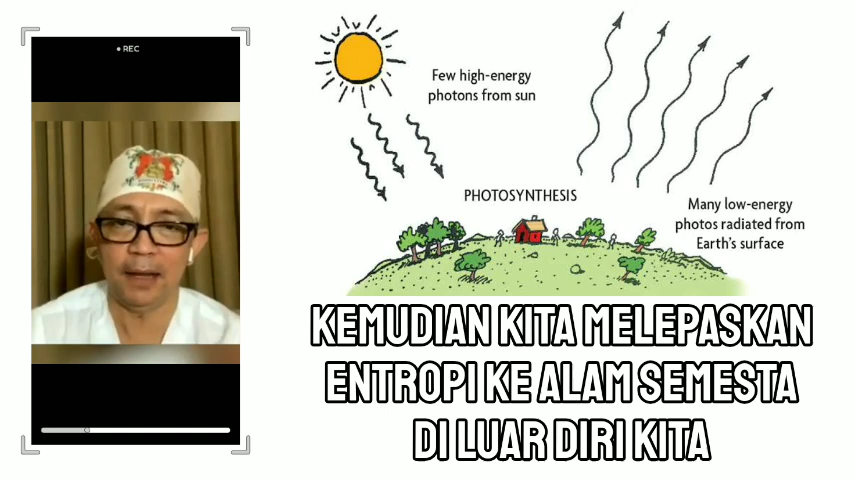 • REC
Few high-energy
photons from sun
PHOTOSYNTHESIS
Many low-energy
photos radiated from
Earth's surface
KEMUDIAN KITA MELEPASKAN
ENTROPI KE ALAM SEMESTA
DI LUAR DIRI KITA